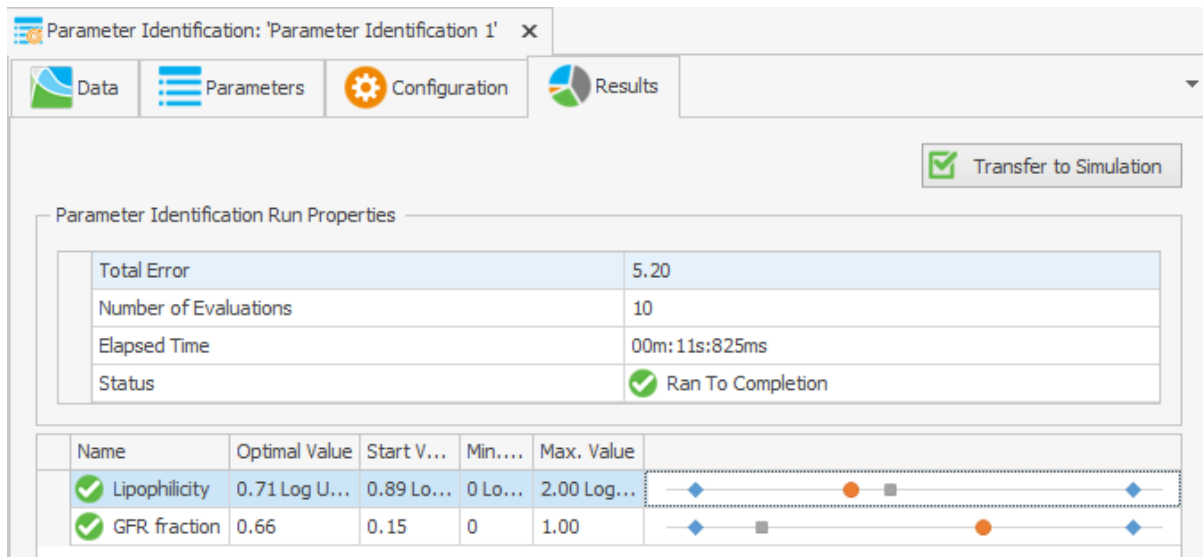 Parameter Identification: 'Parameter Identification 1' x
Data Parameters Configuration Results
Transfer to Simulation
Parameter Identification Run Properties
Total Error 5.20
Number of Evaluations 10
Elapsed Time 00m:11s:825ms
Status Ran To Completion
Name Optimal Value Start V... Min.... Max. Value
Lipophilicity 0.71 Log U... 0.89 Lo... 0 Lo... 2.00 Log...
GFR fraction 0.66 0.15 0 1.00